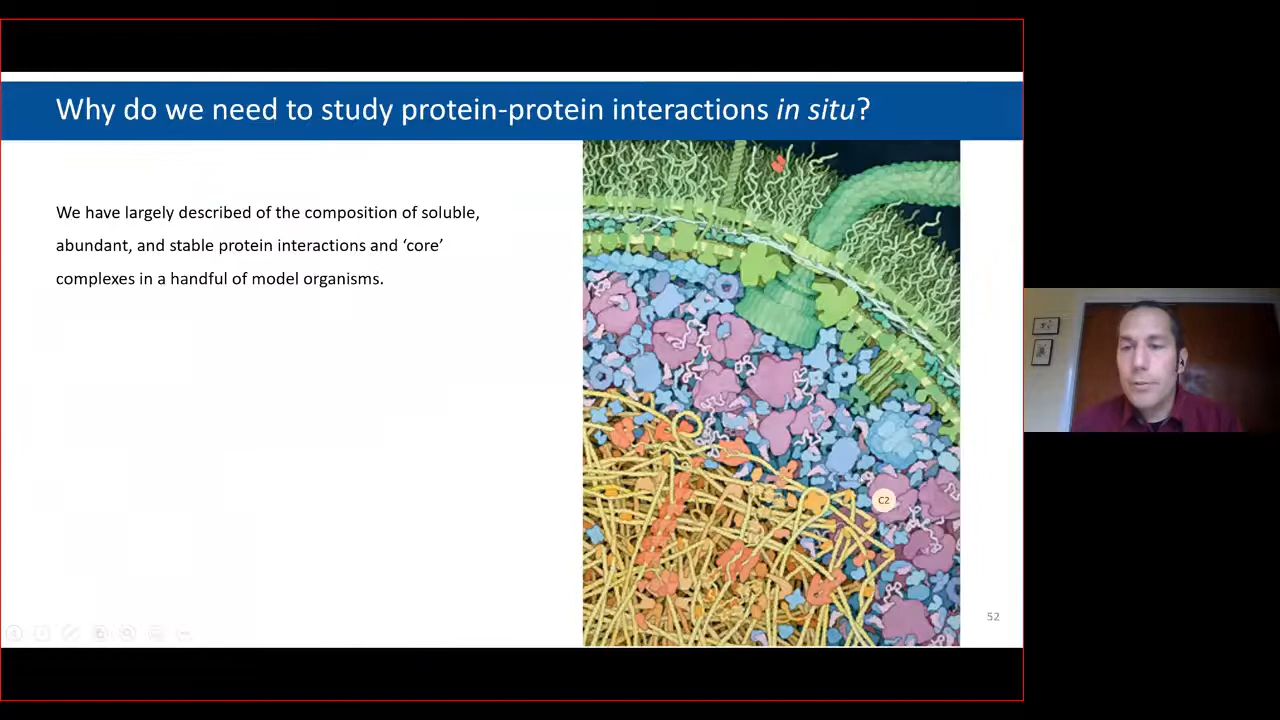 Why do we need to study protein-protein interactions in situ?
We have largely described of the composition of soluble,
abundant, and stable protein interactions and ‘core’
complexes in a handful of model organisms.
C2
52